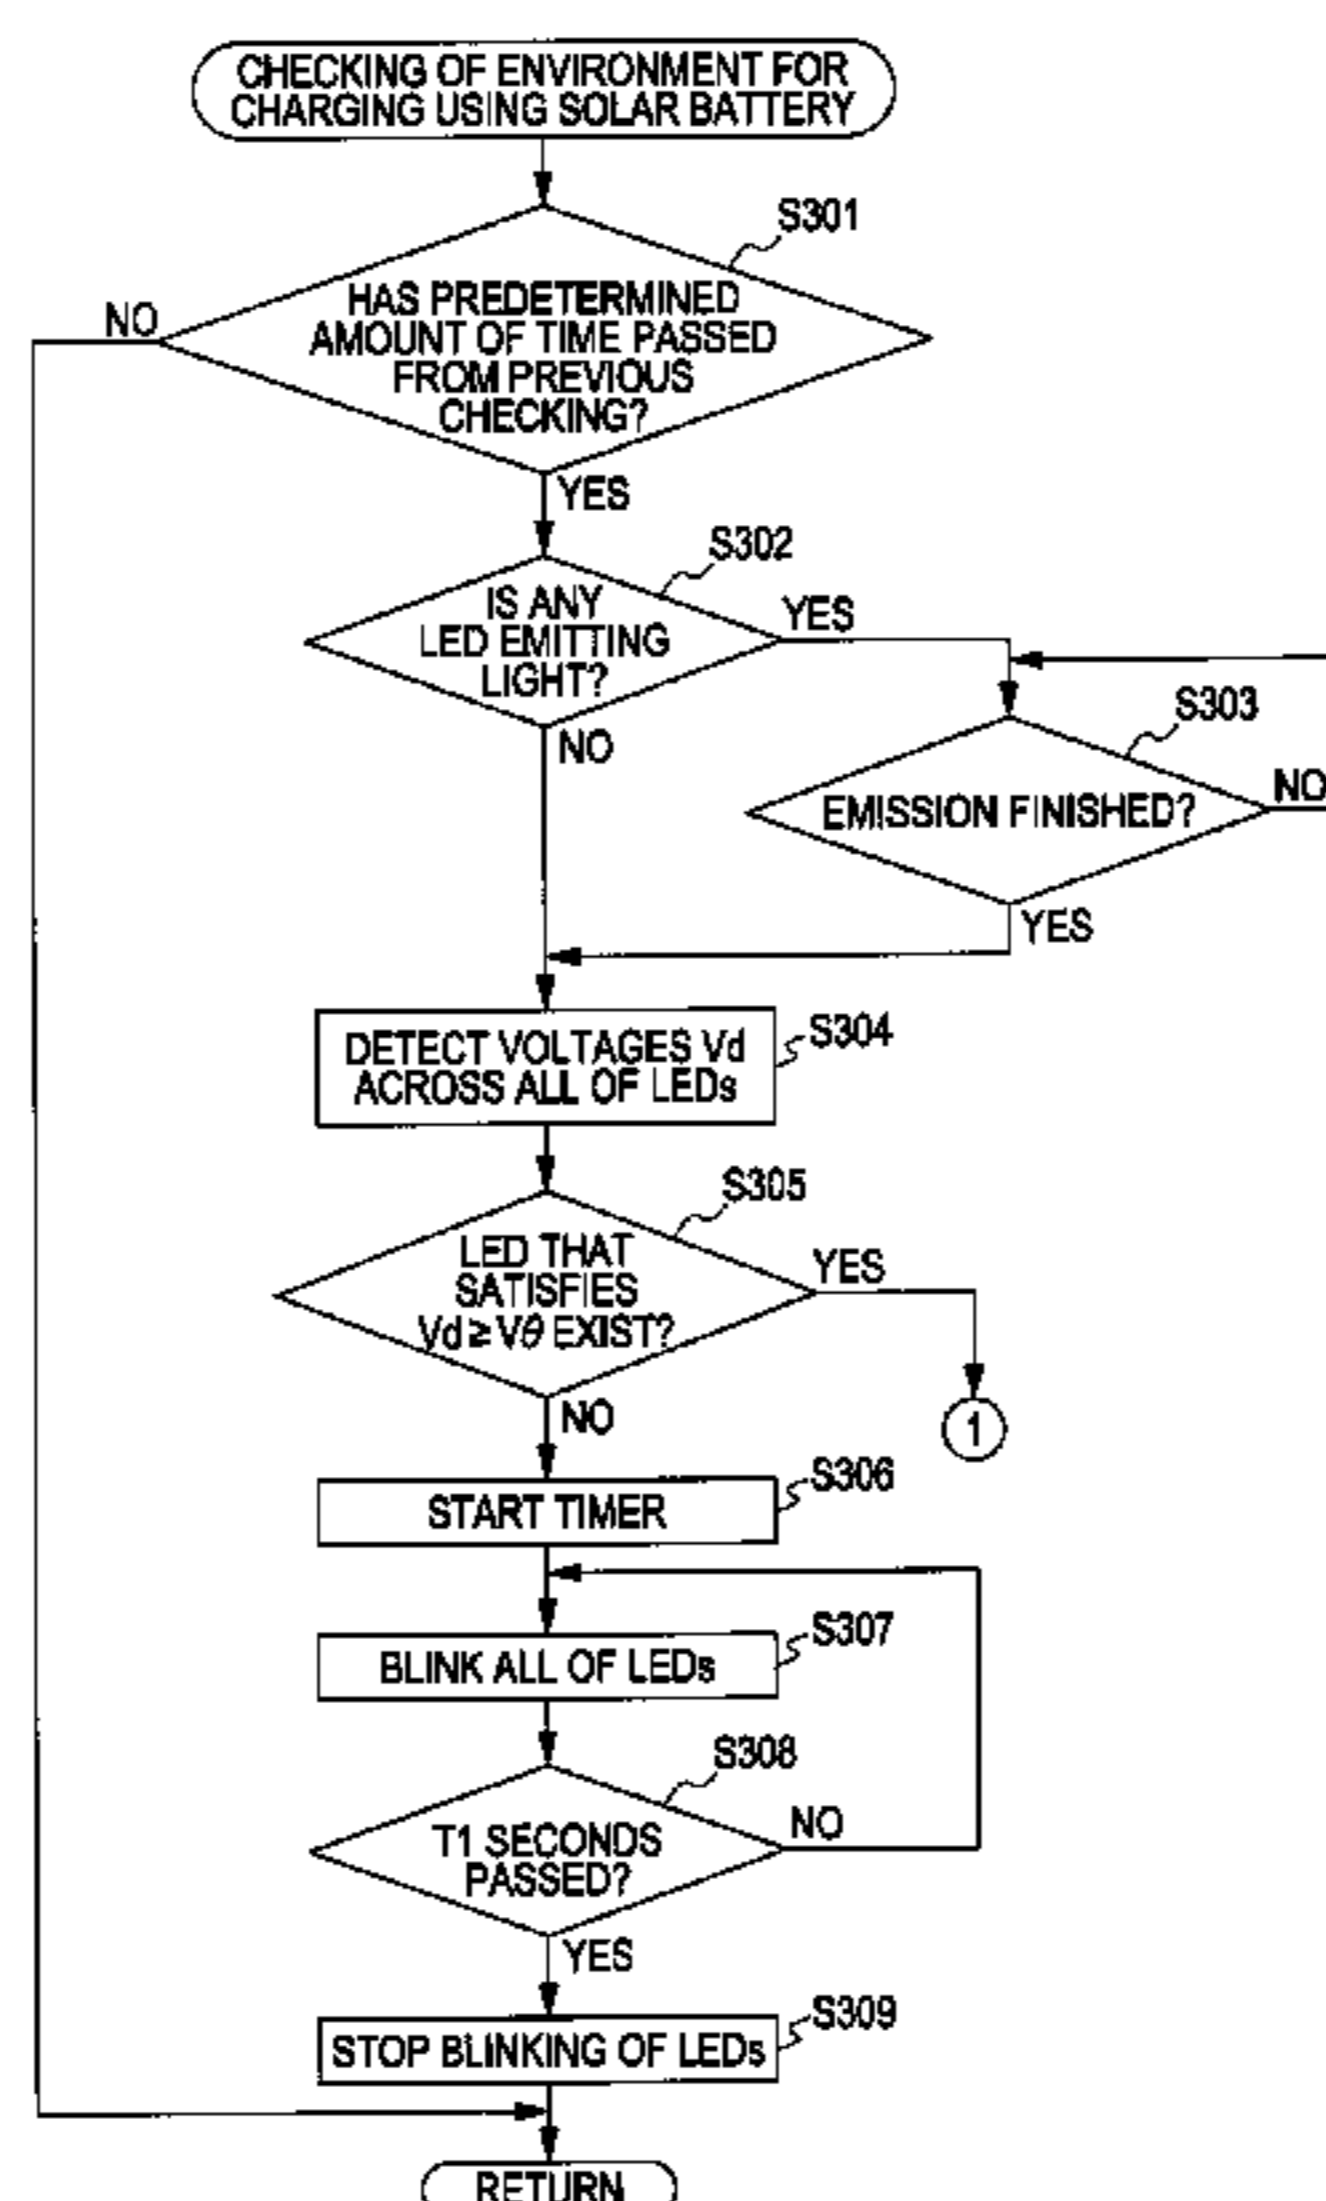 CHECKING OF ENVIRONMENT FOR
CHARGING USING SOLAR BATTERY
S301
HAS PREDETERMINED
AMOUNT OF TIME PASSED
FROM PREVIOUS
CHECKING?
NO
YES
S302
IS ANY
LED EMITTING
LIGHT?
YES
NO
S303
EMISSION FINISHED?
NO
YES
S304
DETECT VOLTAGES Vd
ACROSS ALL OF LEDs
S305
LED THAT
SATISFIES
Vd ≥ Vθ EXIST?
YES
1
NO
S306
START TIMER
S307
BLINK ALL OF LEDs
S308
T1 SECONDS
PASSED?
NO
YES
S309
STOP BLINKING OF LEDs
RETURN